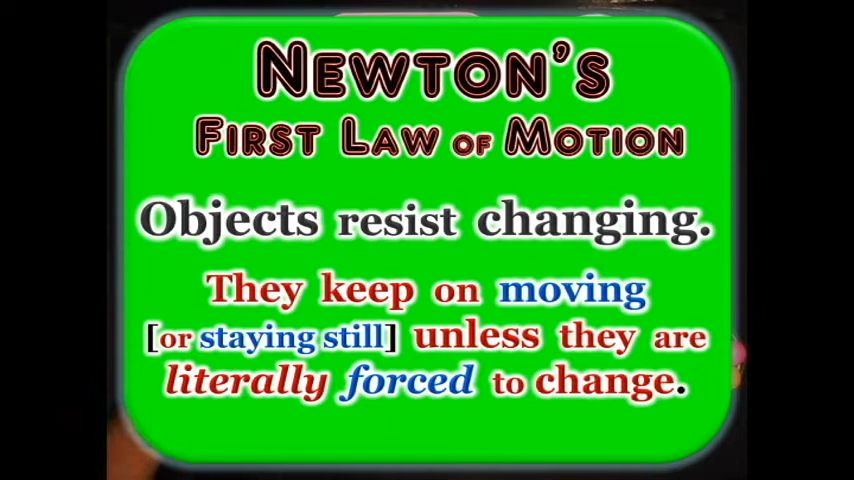 Newton's
First Law of Motion
Objects resist changing.
They keep on moving
[or staying still] unless they are
literally forced to change.